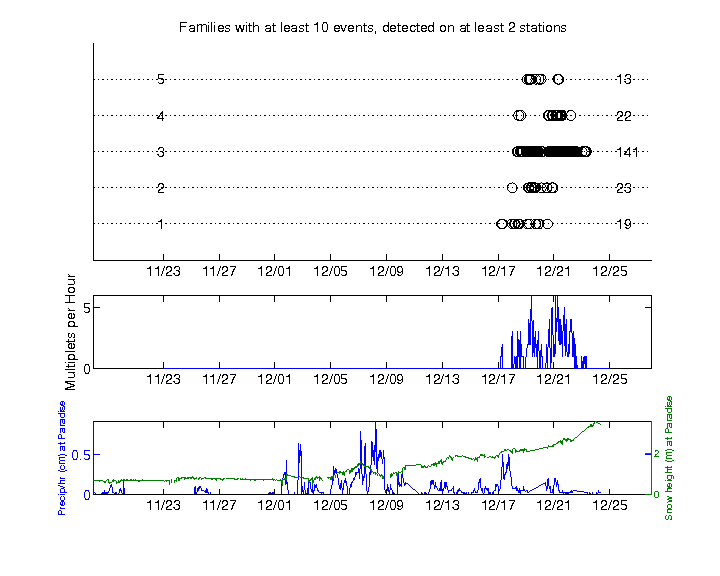 Families with at least 10 events, detected on at least 2 stations
5 13
4 22
3 141
2 23
1 19
11/23 11/27 12/01 12/05 12/09 12/13 12/17 12/21 12/25
Multiplets per Hour
5
0
11/23 11/27 12/01 12/05 12/09 12/13 12/17 12/21 12/25
Precip/hr (cm) at Paradise
0.5
0
Snow height (m) at Paradise
2
0
11/23 11/27 12/01 12/05 12/09 12/13 12/17 12/21 12/25